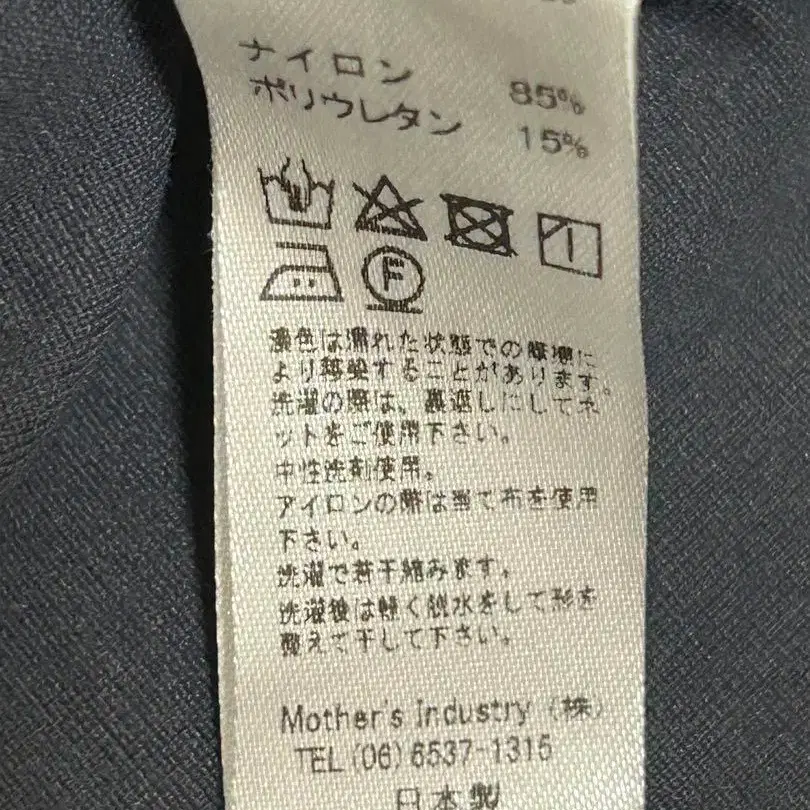 ナイロン 85%
ポリウレタン 15%
F
濃色は濡れた状態での摩擦に
より移染することがあります。
洗濯の際は、裏返しにしてネ
ットをご使用下さい。
中性洗剤使用。
アイロンの際は当て布を使用
下さい。
洗濯で若干縮みます。
洗濯後は軽く脱水をして形を
整えて干して下さい。
Mother's Industry (株)
TEL(06)6537-1315
日本製